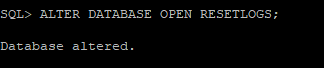 SQL> ALTER DATABASE OPEN RESETLOGS;
Database altered.